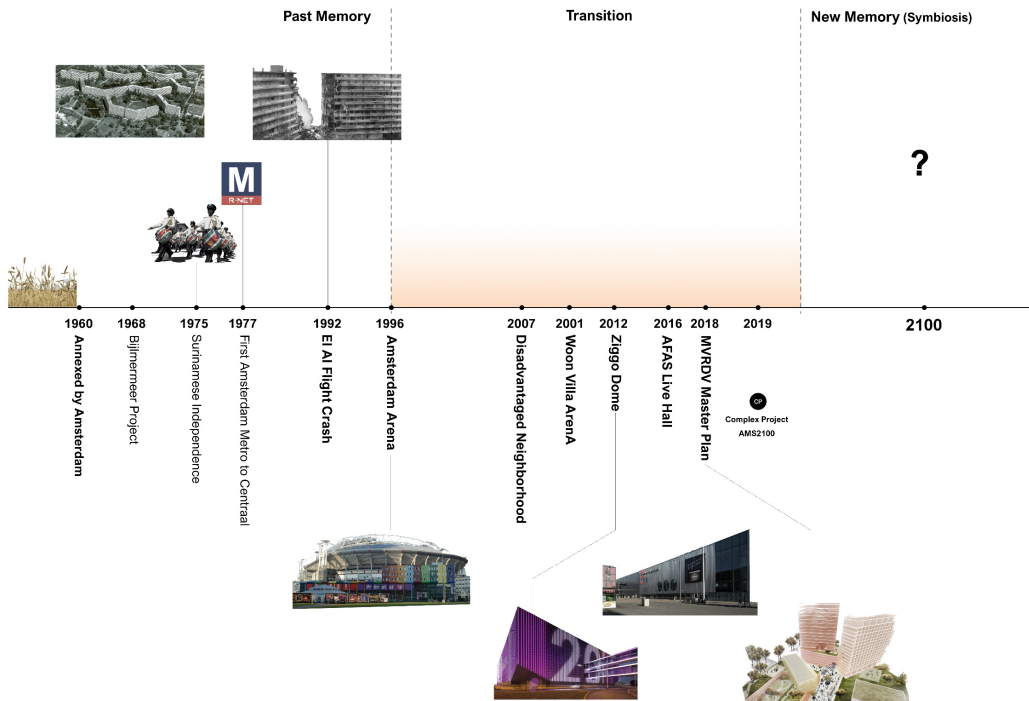 Past Memory
Transition
New Memory (Symbiosis)
M
R-NET
?
1960
1968
1975
1977
1992
1996
2007
2001
2012
2016
2018
2019
2100
Annexed by Amsterdam
Bijlmermeer Project
Surinamese Independence
First Amsterdam Metro to Centraal
El Al Flight Crash
Amsterdam Arena
Disadvantaged Neighborhood
Woon Villa ArenA
Ziggo Dome
AFAS Live Hall
MVRDV Master Plan
CP
Complex Project
AMS2100